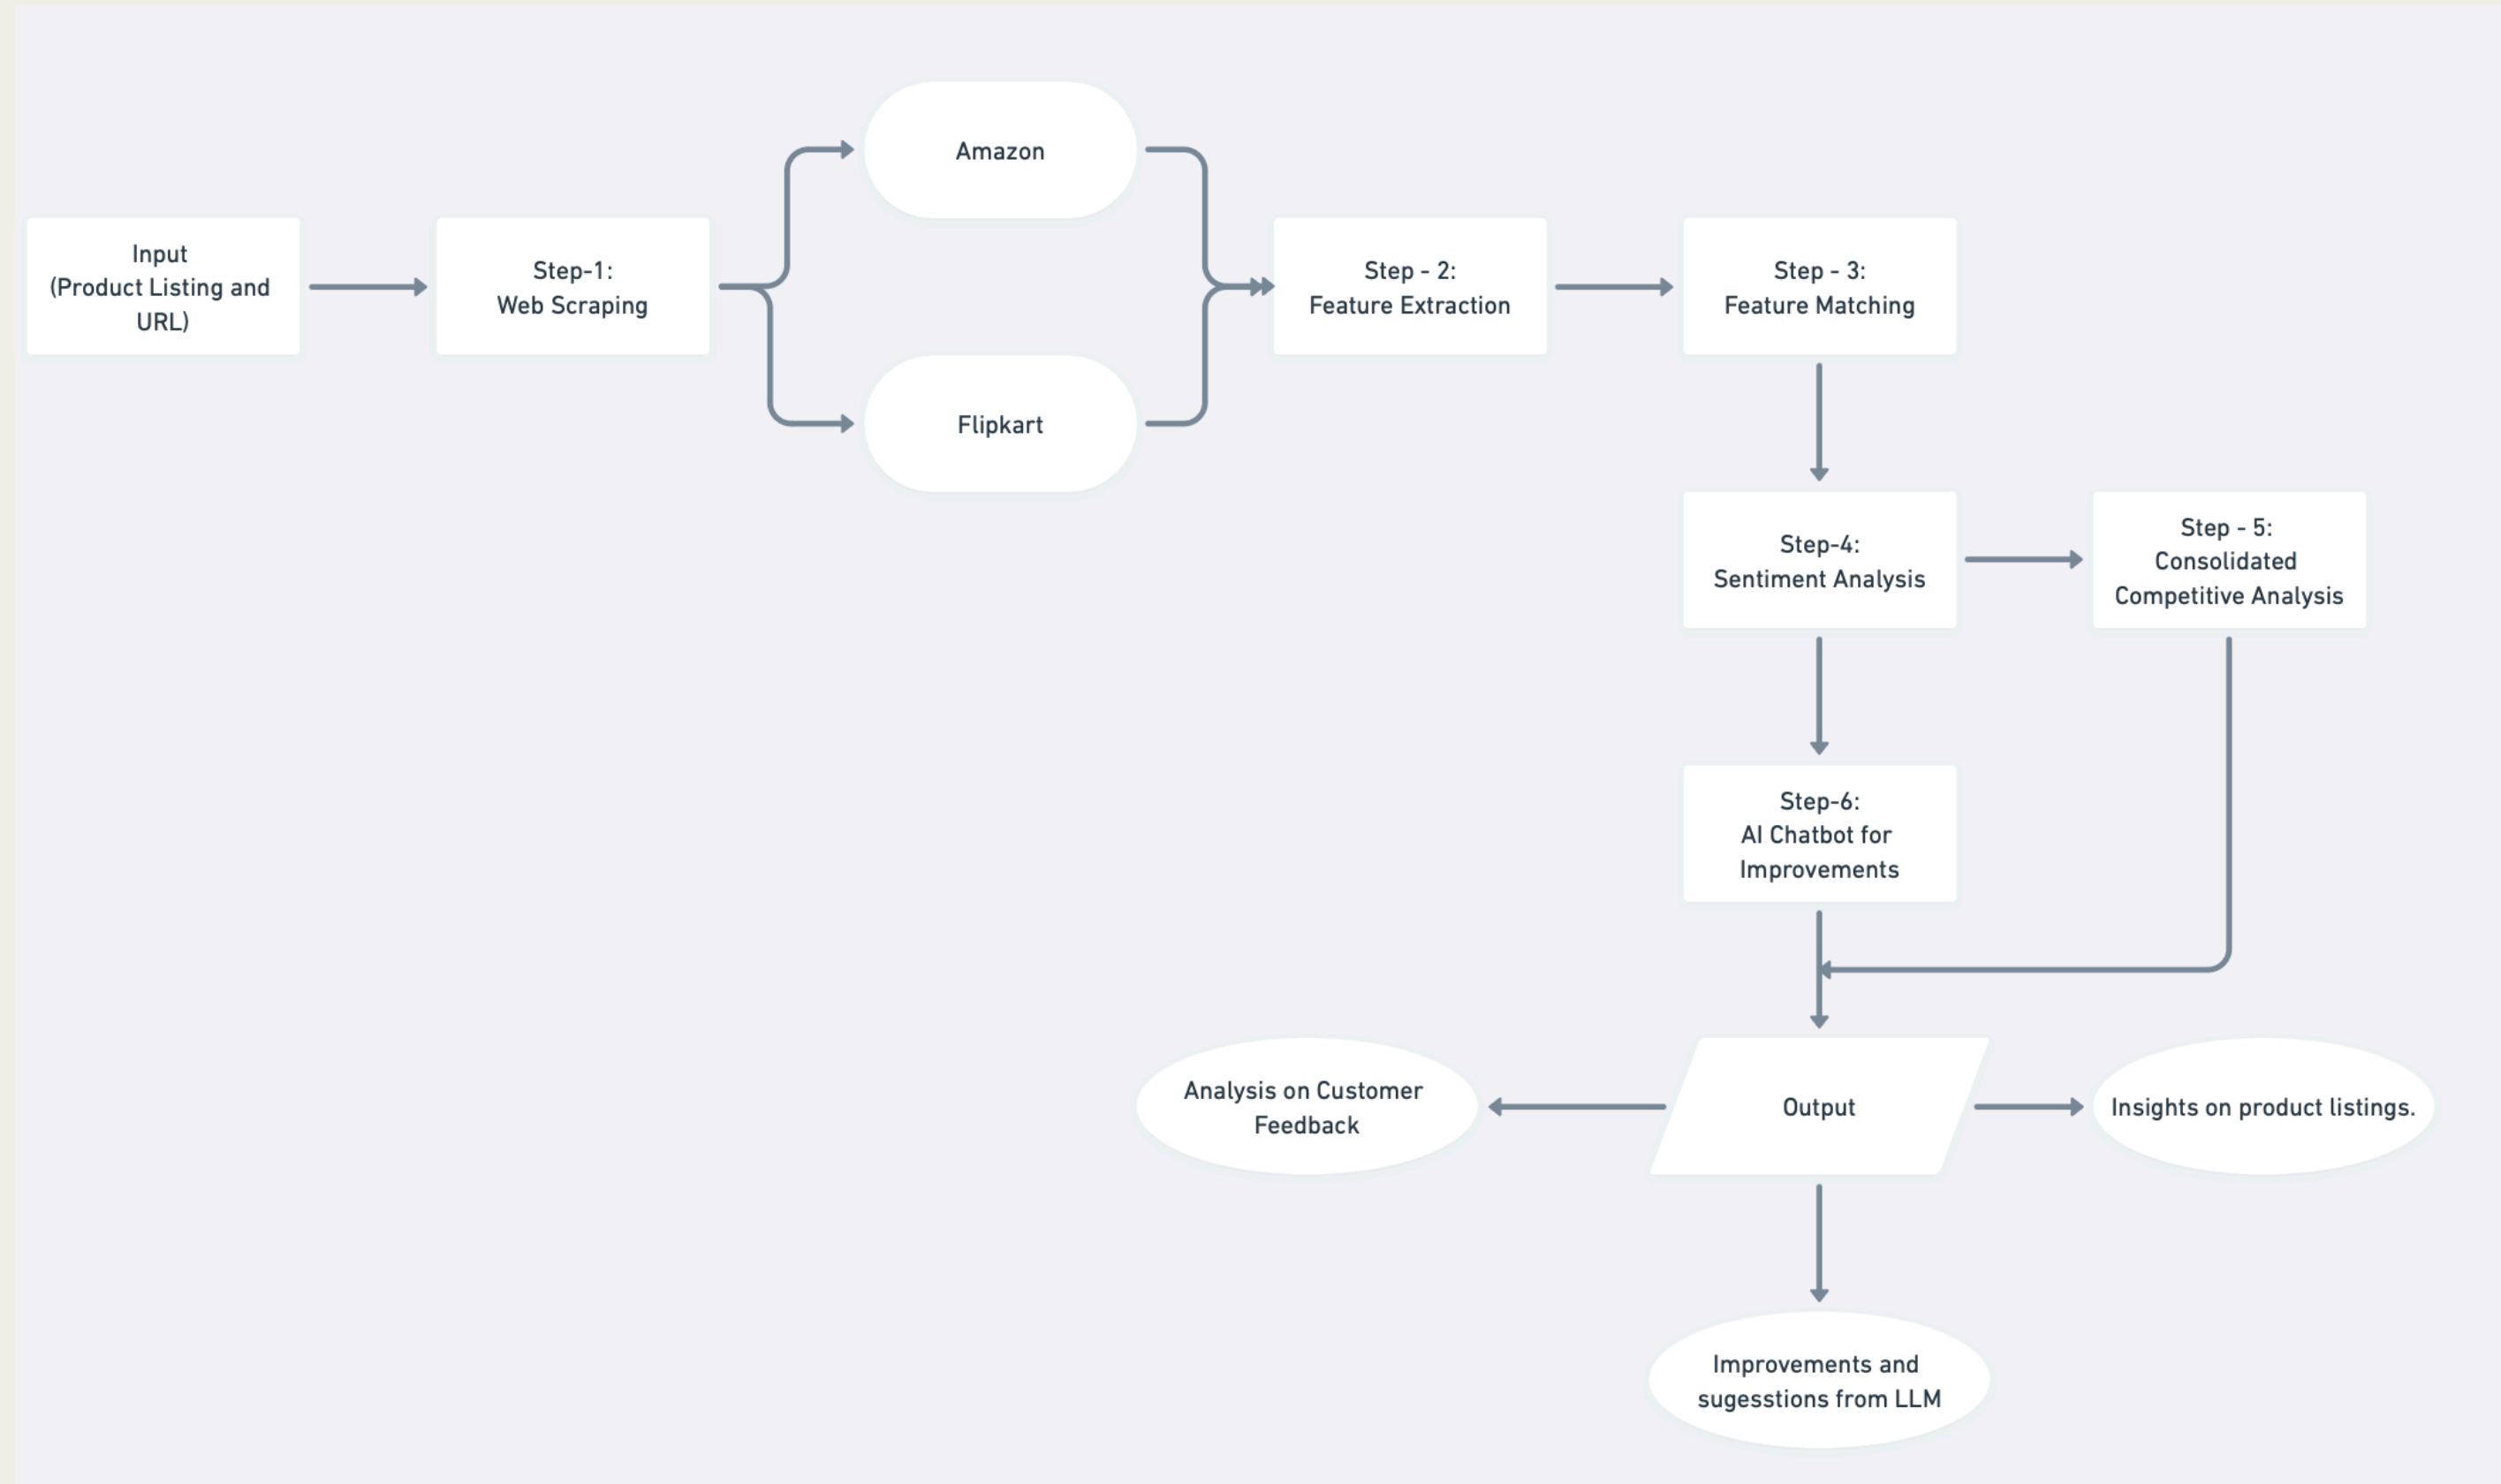 Amazon
Input
(Product Listing and
URL)
Step-1:
Web Scraping
Step - 2:
Feature Extraction
Step - 3:
Feature Matching
Flipkart
Step-4:
Sentiment Analysis
Step - 5:
Consolidated
Competitive Analysis
Step-6:
AI Chatbot for
Improvements
Analysis on Customer
Feedback
Output
Insights on product listings.
Improvements and
sugesstions from LLM